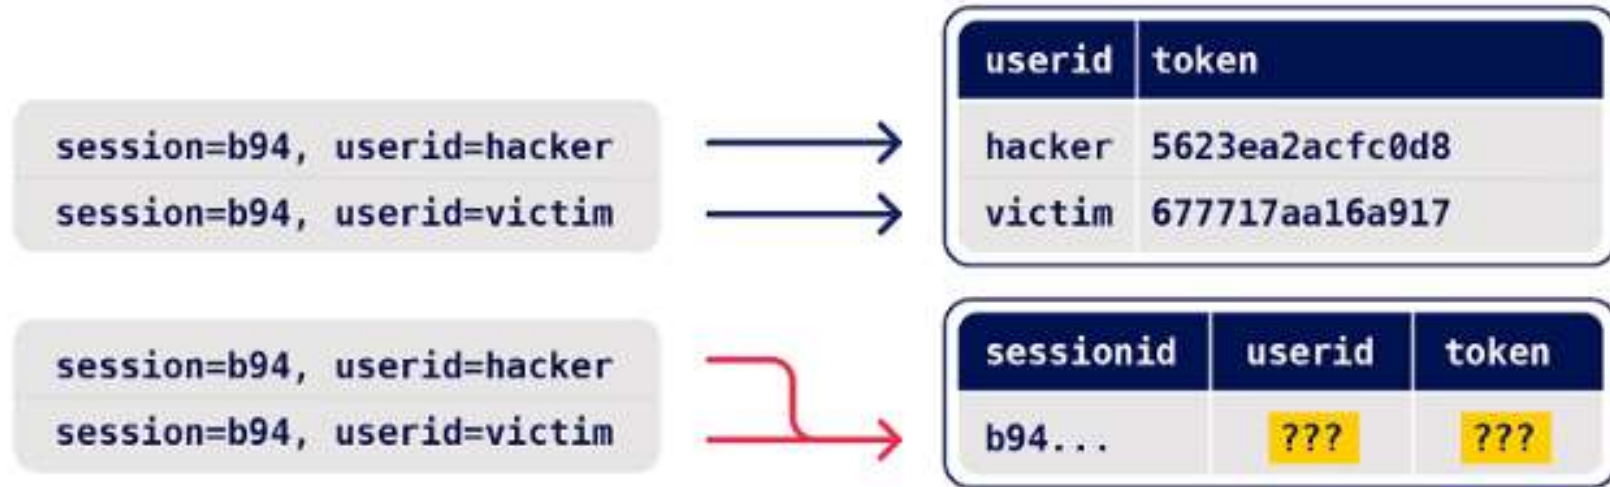 userid token
session=b94, userid=hacker
session=b94, userid=victim
hacker 5623ea2acfc0d8
victim 677717aa16a917
session=b94, userid=hacker
session=b94, userid=victim
sessionid userid token
b94... ??? ???